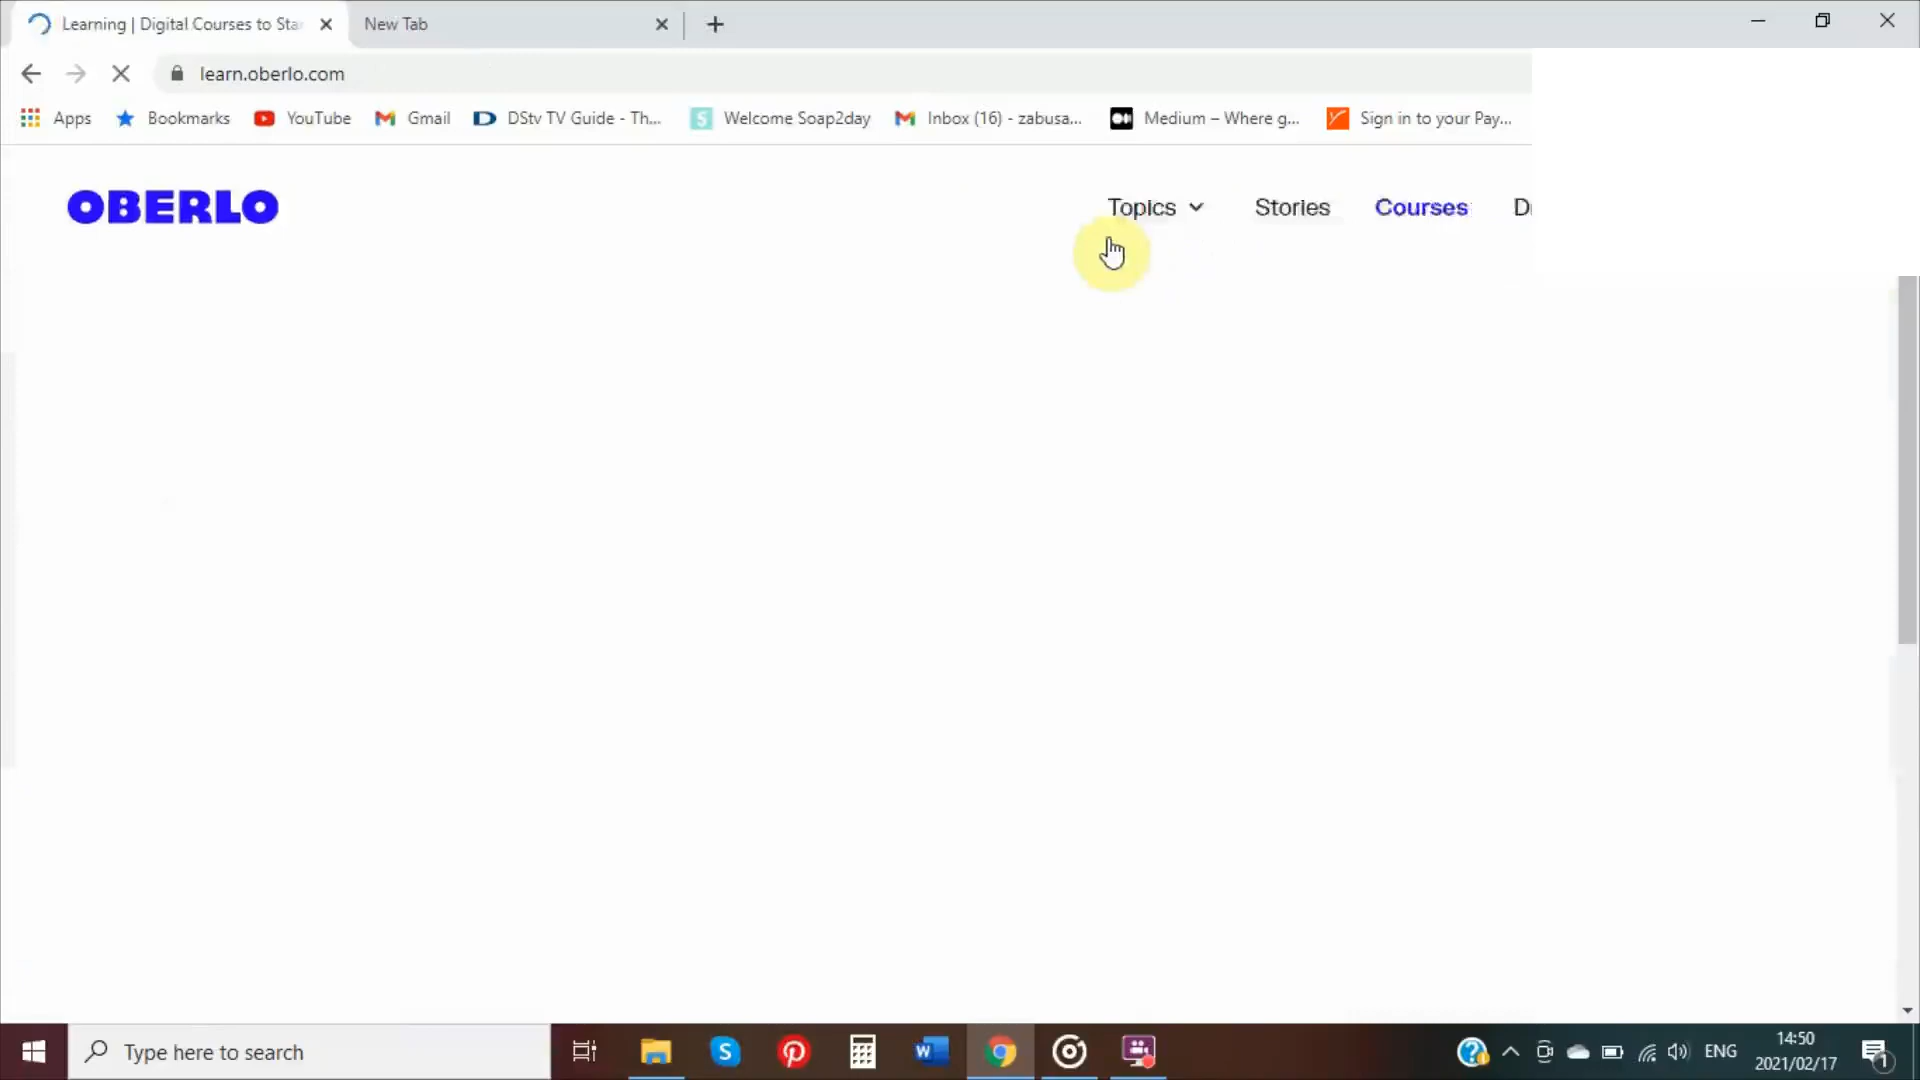 Learning | Digital Courses to Sta
New Tab
learn.oberlo.com
Apps Bookmarks YouTube Gmail DStv TV Guide - Th... Welcome Soap2day Inbox (16) - zabusa... Medium – Where g... Sign in to your Pay...
OBERLO Topics Stories Courses D
Type here to search
ENG
14:50
2021/02/17
1